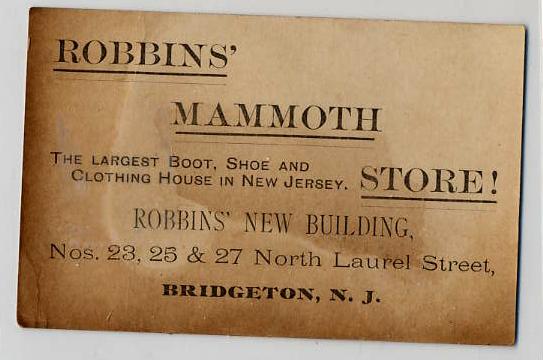 ROBBINS'
MAMMOTH
THE LARGEST BOOT, SHOE AND
CLOTHING HOUSE IN NEW JERSEY.
STORE!
ROBBINS' NEW BUILDING,
Nos. 23, 25 & 27 North Laurel Street,
BRIDGETON, N. J.